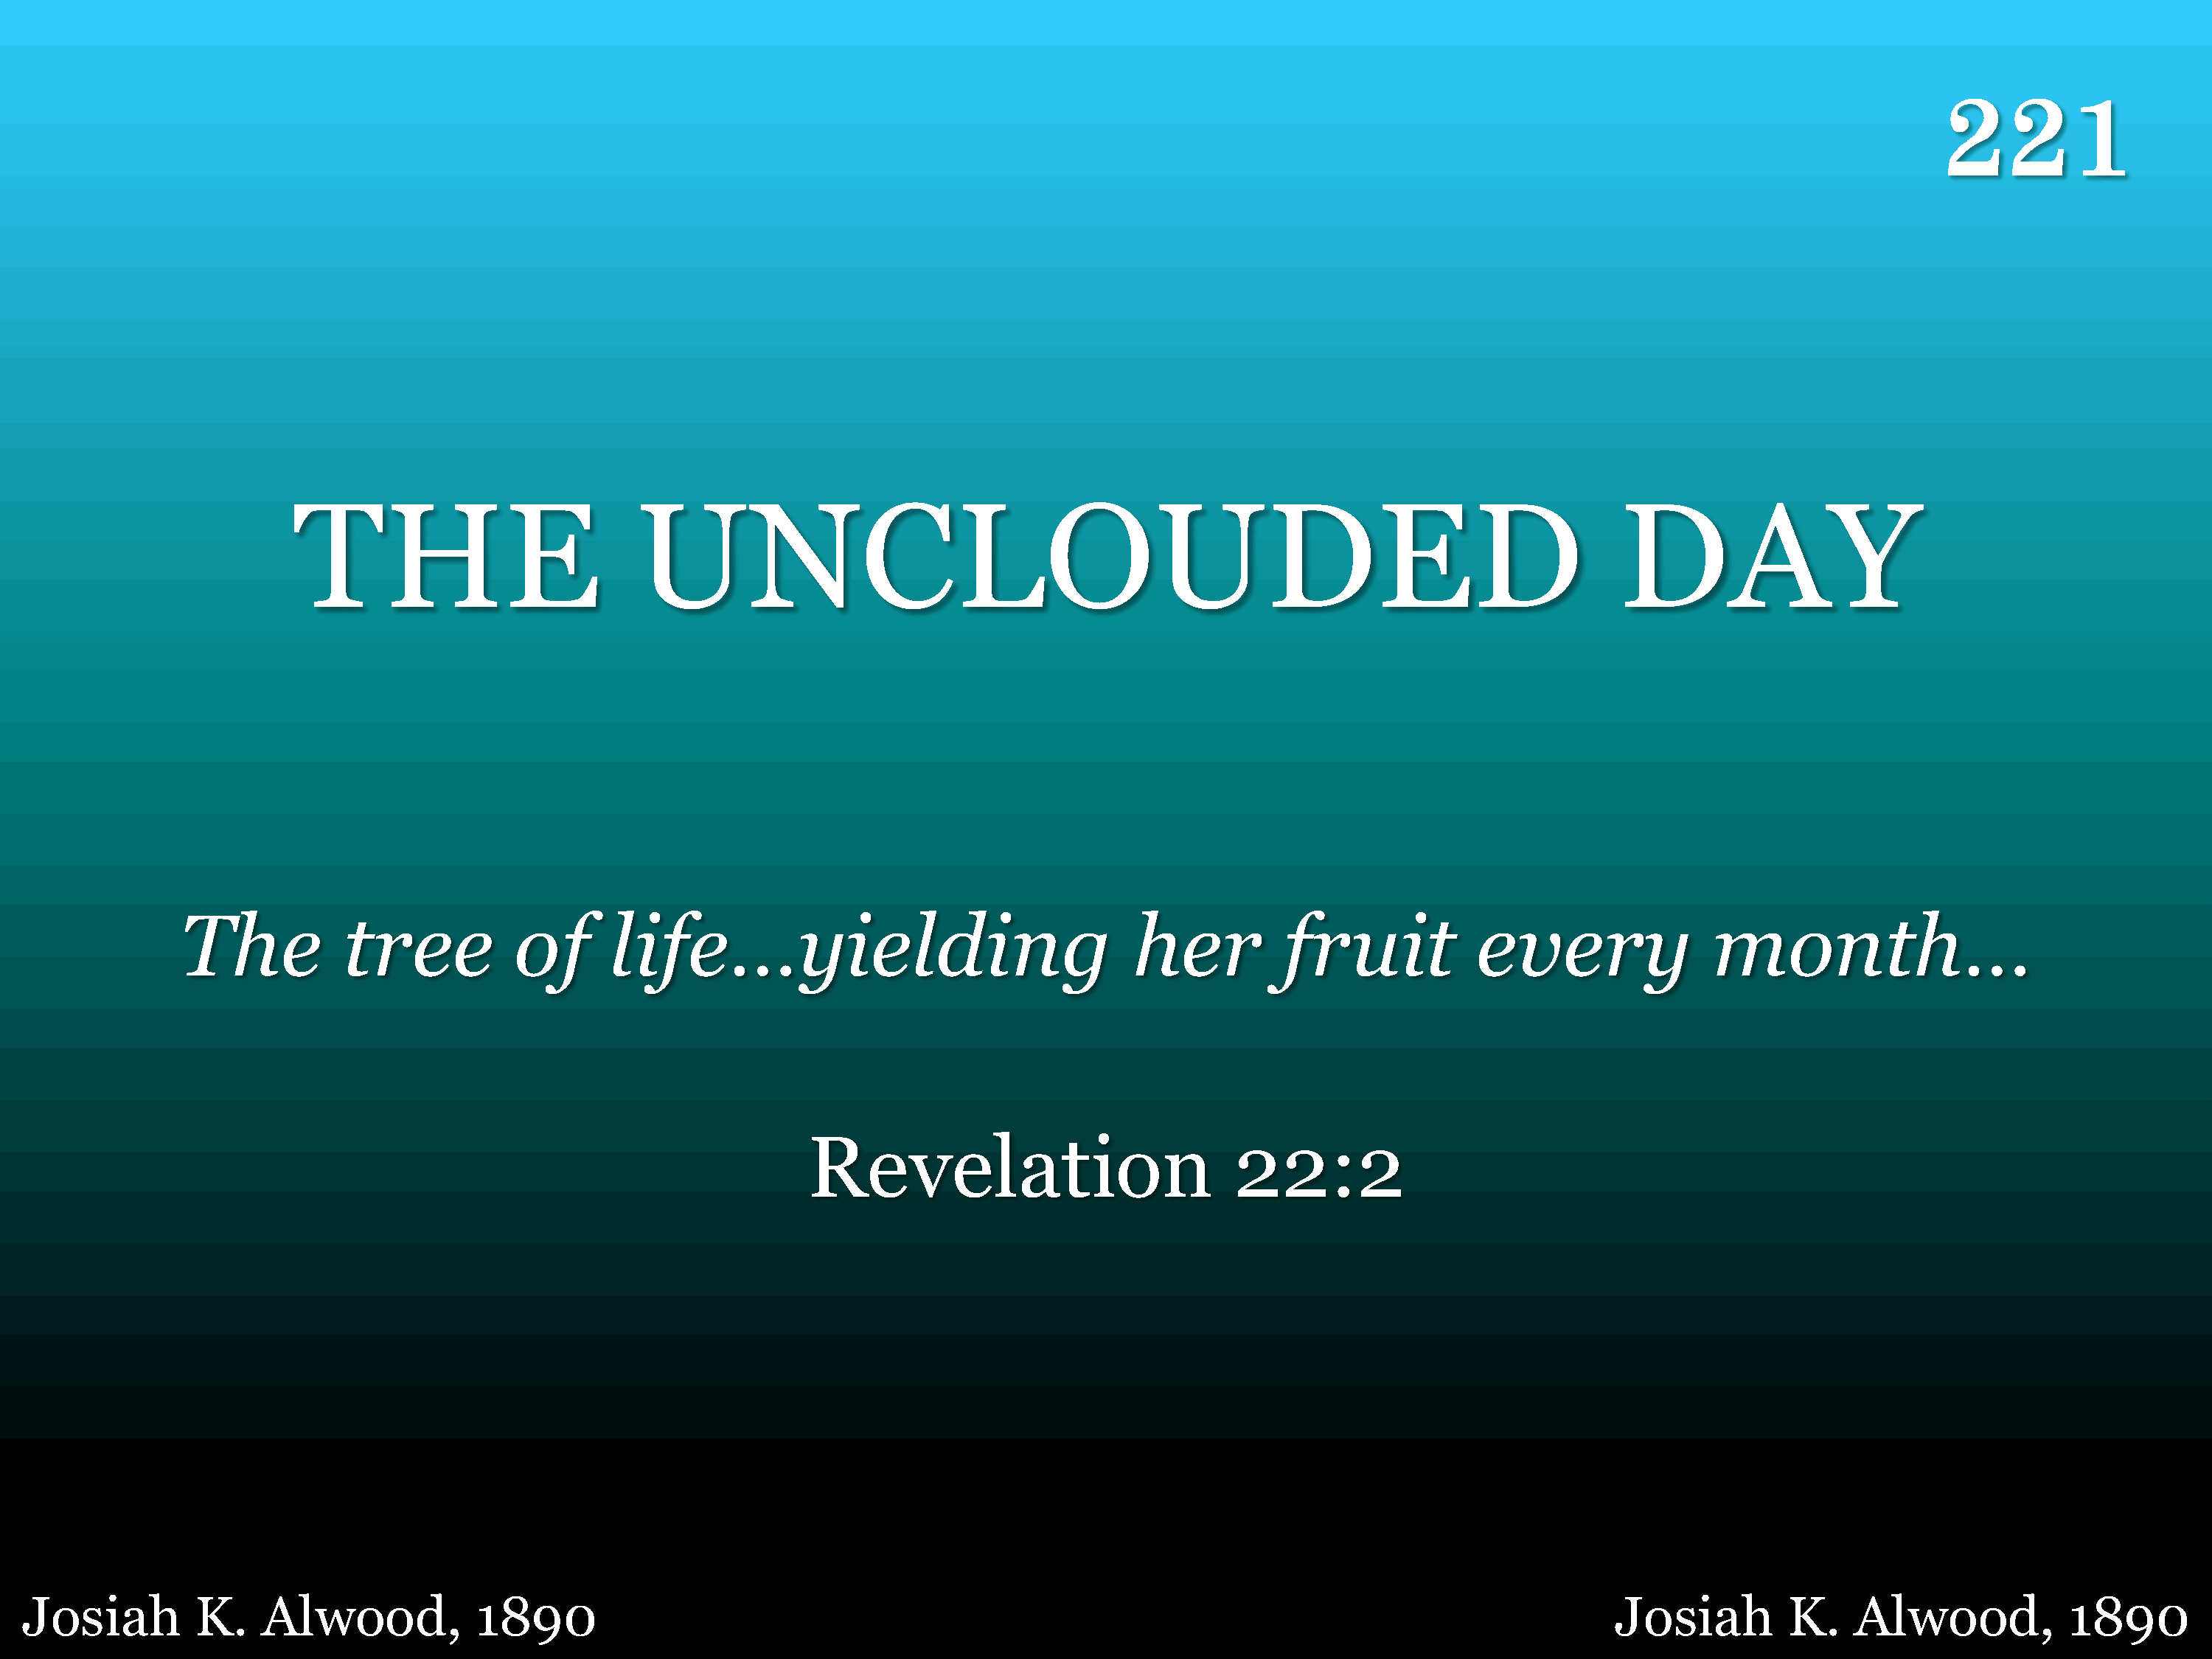 221
THE UNCLOUDED DAY
The tree of life...yielding her fruit every month...
Revelation 22:2
Josiah K. Alwood, 1890
Josiah K. Alwood, 1890